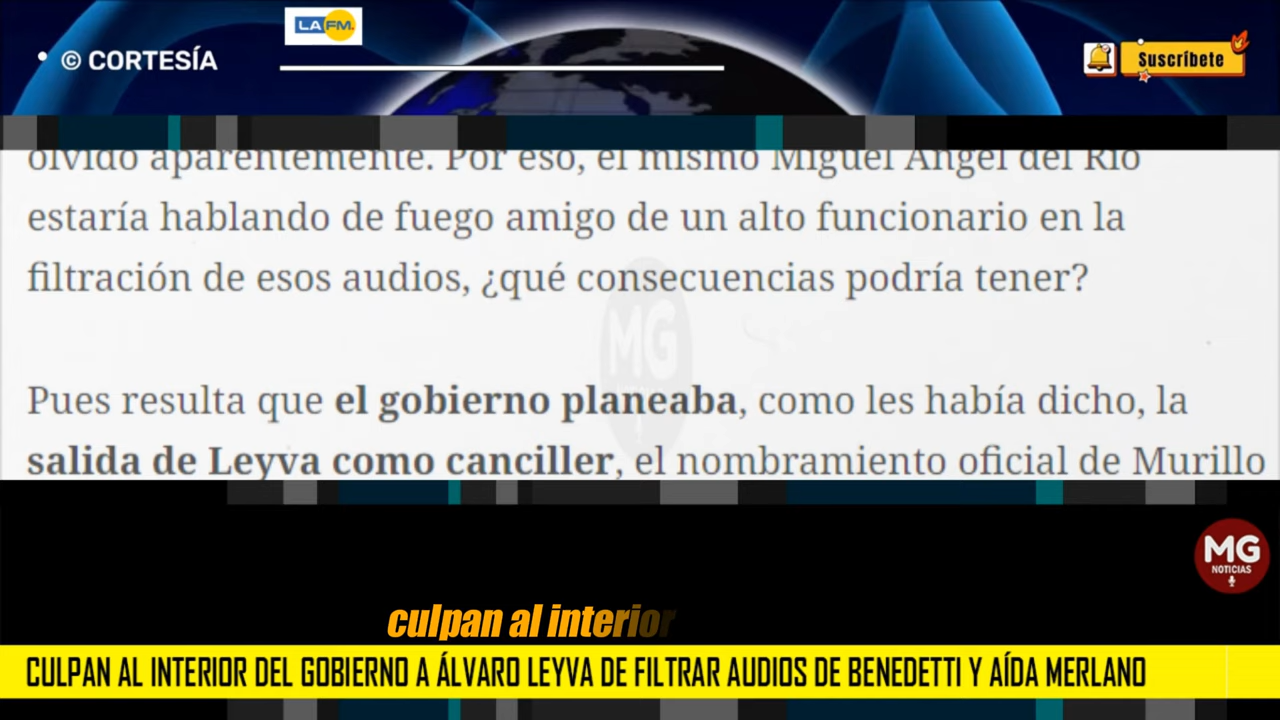 LA FM.
© CORTESÍA
Suscríbete
olvido aparentemente. Por eso, el mismo Miguel Ángel del Río
estaría hablando de fuego amigo de un alto funcionario en la
filtración de esos audios, ¿qué consecuencias podría tener?
MG
Pues resulta que el gobierno planeaba, como les había dicho, la
salida de Leyva como canciller, el nombramiento oficial de Murillo
MG
NOTICIAS
culpan al interior
CULPAN AL INTERIOR DEL GOBIERNO A ÁLVARO LEYVA DE FILTRAR AUDIOS DE BENEDETTI Y AÍDA MERLANO